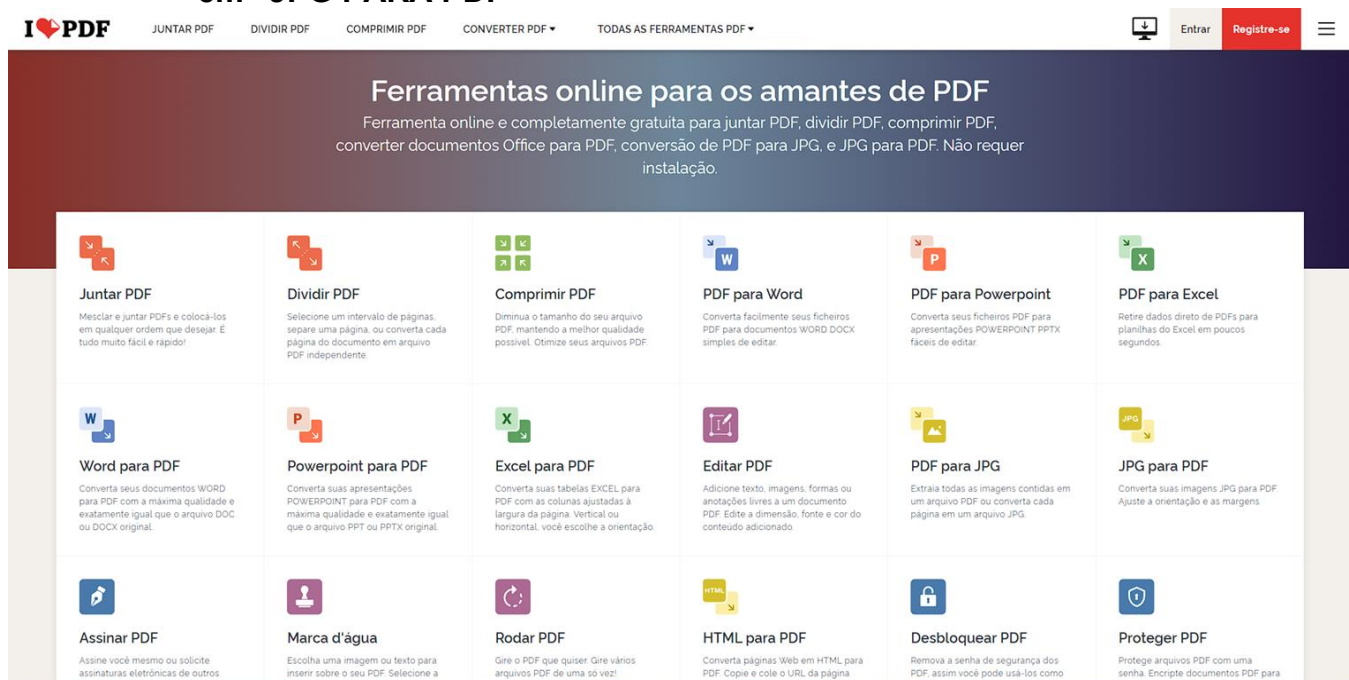 JPG PARA PDF
I PDF JUNTAR PDF DIVIDIR PDF COMPRIMIR PDF CONVERTER PDF TODAS AS FERRAMENTAS PDF Entrar Registre-se
Ferramentas online para os amantes de PDF
Ferramenta online e completamente gratuita para juntar PDF, dividir PDF, comprimir PDF,
converter documentos Office para PDF, conversão de PDF para JPG, e JPG para PDF. Não requer
instalação.
Juntar PDF
Mesclar e juntar PDFs e colocá-los
em qualquer ordem que desejar. É
tudo muito fácil e rápido!
Dividir PDF
Selecione um intervalo de páginas,
separe uma página, ou converta cada
página do documento em arquivo
PDF independente.
Comprimir PDF
Diminua o tamanho do seu arquivo
PDF, mantendo a melhor qualidade
possível. Otimize seus arquivos PDF.
W
PDF para Word
Converta facilmente seus ficheiros
PDF para documentos WORD DOCX
simples de editar.
P
PDF para Powerpoint
Converta seus ficheiros PDF para
apresentações POWERPOINT PPTX
fáceis de editar.
X
PDF para Excel
Retire dados direto de PDFs para
planilhas do Excel em poucos
segundos.
W
Word para PDF
Converta seus documentos WORD
para PDF com a máxima qualidade e
exatamente igual que o arquivo DOC
ou DOCX original.
P
Powerpoint para PDF
Converta suas apresentações
POWERPOINT para PDF com a
máxima qualidade e exatamente igual
que o arquivo PPT ou PPTX original.
X
Excel para PDF
Converta suas tabelas EXCEL para
PDF com as colunas ajustadas à
largura da página. Vertical ou
horizontal, você escolhe a orientação.
Editar PDF
Adicione texto, imagens, formas ou
anotações livres a um documento
PDF. Edite a dimensão, fonte e cor do
conteúdo adicionado
PDF para JPG
Extraia todas as imagens contidas em
um arquivo PDF ou converta cada
página em um arquivo JPG.
JPG
JPG para PDF
Converta suas imagens JPG para PDF
Ajuste a orientação e as margens.
Assinar PDF
Assine você mesmo ou solicite
assinaturas eletrônicas de outros.
Marca d'água
Escolha uma imagem ou texto para
inserir sobre o seu PDF. Selecione a
Rodar PDF
Gire o PDF que quiser. Gire vários
arquivos PDF de uma só vez!
HTML
HTML para PDF
Converta páginas Web em HTML para
PDF. Copie e cole o URL da página
Desbloquear PDF
Remova a senha de segurança dos
PDF, assim você pode usá-los como
Proteger PDF
Protege arquivos PDF com uma
senha. Encripte documentos PDF para